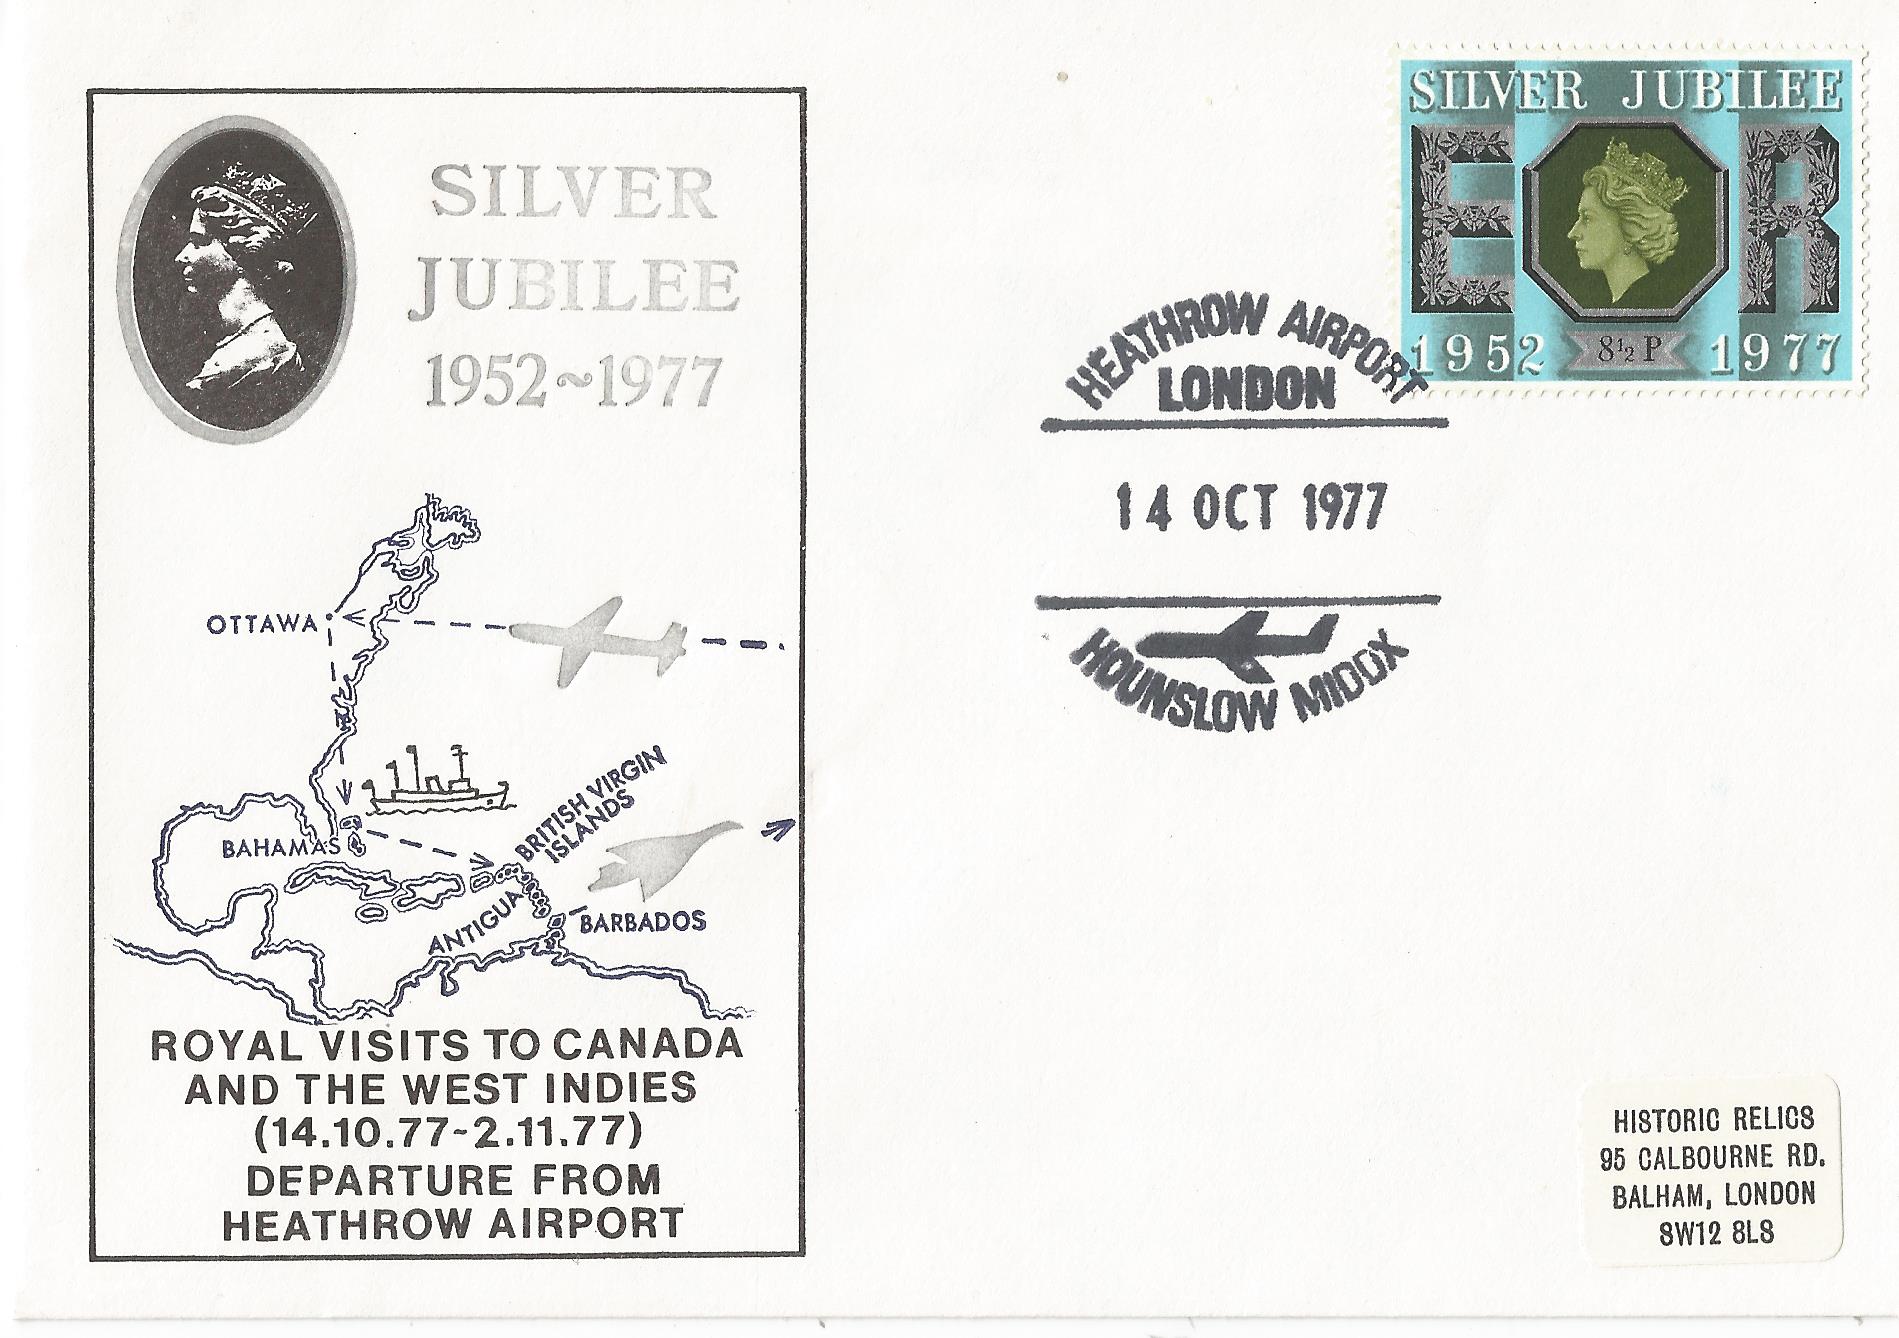 SILVER
JUBILEE
1952~1977
OTTAWA
BAHAMAS
BRITISH VIRGIN
ISLANDS
ANTIGUA
BARBADOS
ROYAL VISITS TO CANADA
AND THE WEST INDIES
(14.10.77-2.11.77)
DEPARTURE FROM
HEATHROW AIRPORT
HEATHROW AIRPORT
LONDON
14 OCT 1977
HOUNSLOW MIDDX
SILVER JUBILEE
E R
1952 8½P 1977
HISTORIC RELICS
95 CALBOURNE RD.
BALHAM, LONDON
SW12 8LS